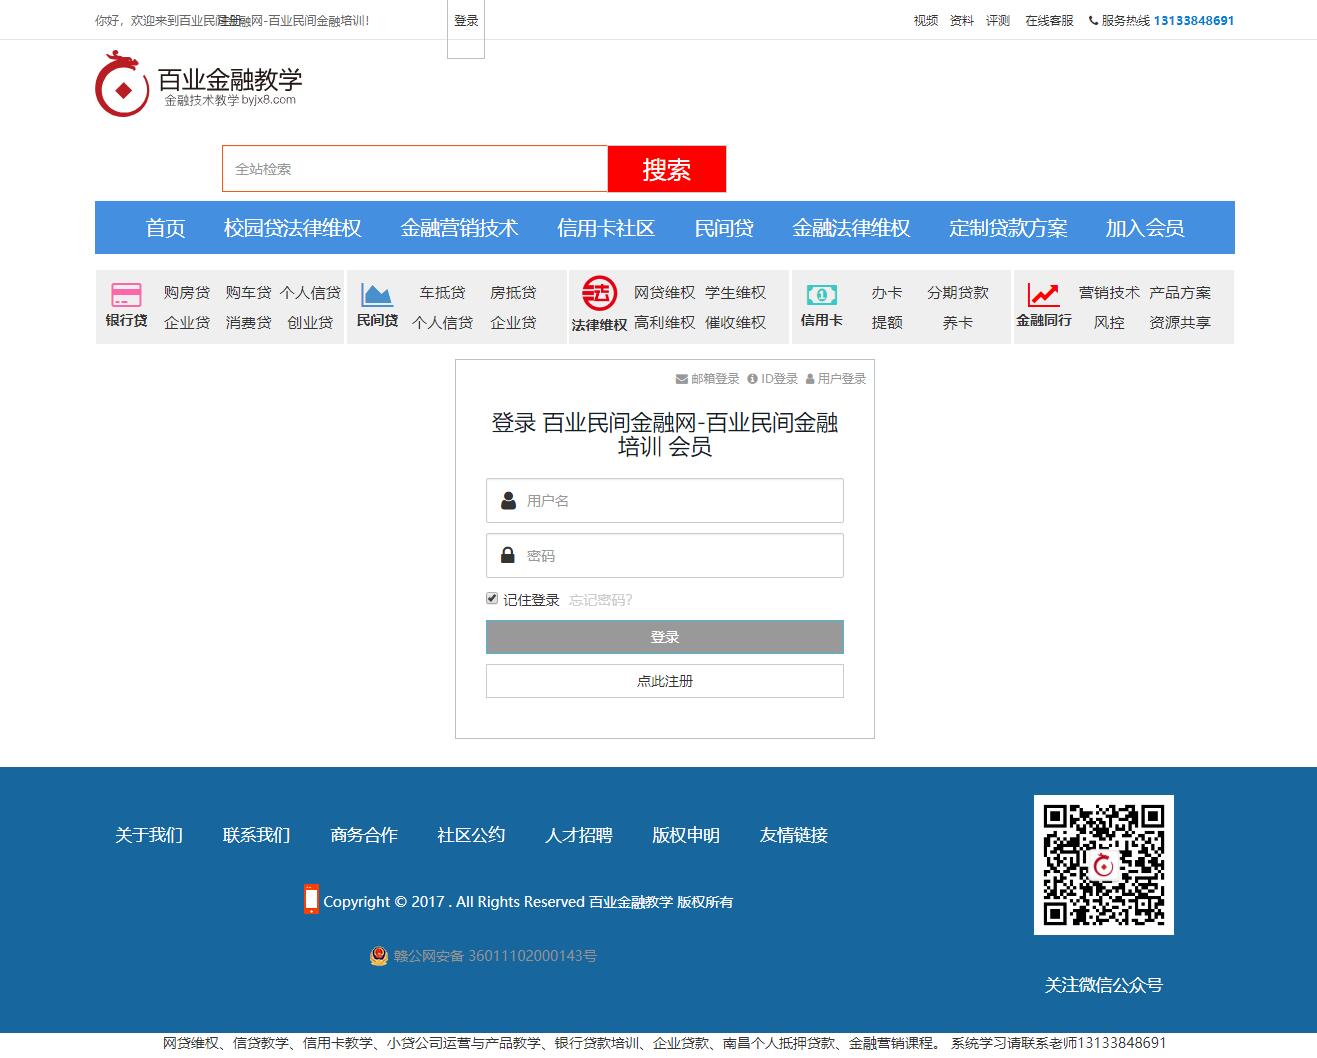 你好，欢迎来到百业民间金融网-百业民间金融培训!
注册
登录
视频 资料 评测 在线客服 服务热线 13133848691
百业金融教学
金融技术教学 byjx8.com
全站检索 搜索
首页 校园贷法律维权 金融营销技术 信用卡社区 民间贷 金融法律维权 定制贷款方案 加入会员
银行贷 购房贷 购车贷 个人信贷
企业贷 消费贷 创业贷
民间贷 车抵贷 房抵贷
个人信贷 企业贷
法律维权 网贷维权 学生维权
高利维权 催收维权
信用卡 办卡 分期贷款
提额 养卡
金融同行 营销技术 产品方案
风控 资源共享
邮箱登录 ID登录 用户登录
登录 百业民间金融网-百业民间金融
培训 会员
用户名
密码
记住登录 忘记密码?
登录
点此注册
关于我们 联系我们 商务合作 社区公约 人才招聘 版权申明 友情链接
Copyright © 2017 . All Rights Reserved 百业金融教学 版权所有
赣公网安备 36011102000143号
关注微信公众号
网贷维权、信贷教学、信用卡教学、小贷公司运营与产品教学、银行贷款培训、企业贷款、南昌个人抵押贷款、金融营销课程。 系统学习请联系老师13133848691